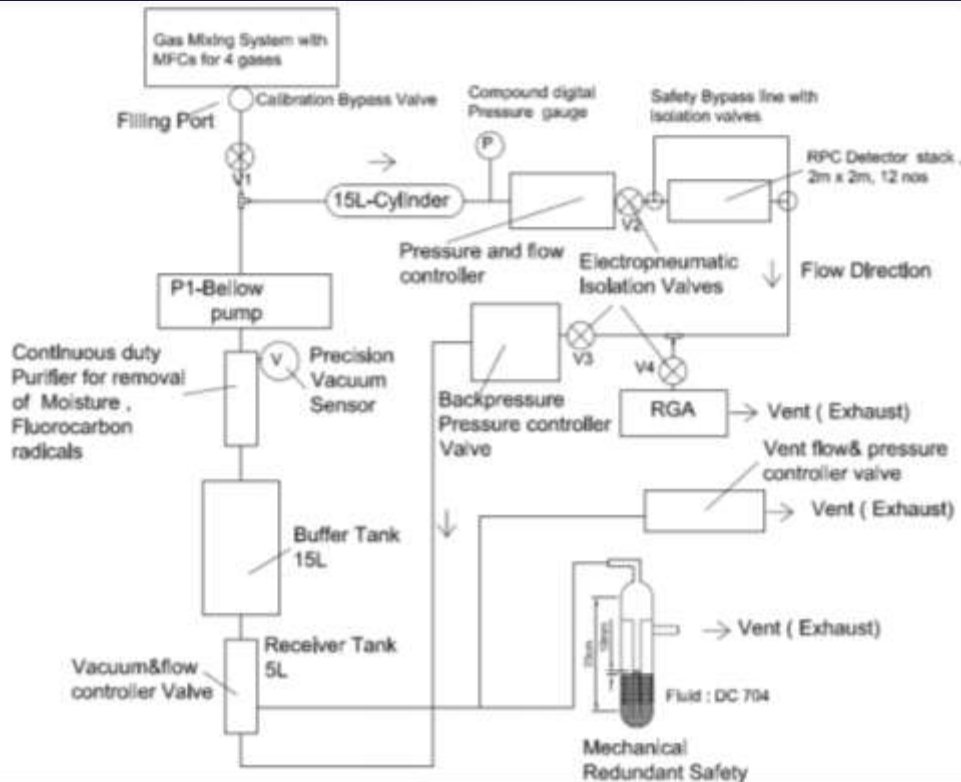 Gas Mixing System with
MFCs for 4 gases
Calibration Bypass Valve
Filling Port
V1
15L-Cylinder
Compound digital
Pressure gauge
P
Safety Bypass line with
Isolation valves
RPC Detector stack ,
2m x 2m, 12 nos
V2
Pressure and flow
controller
Electropneumatic
Isolation Valves
Flow Direction
P1-Bellow
pump
Continuous duty
Purifier for removal
of Moisture ,
Fluorocarbon
radicals
V
Precision
Vacuum
Sensor
V3
Backpressure
Pressure controller
Valve
V4
RGA
Vent ( Exhaust)
Vent flow& pressure
controller valve
Vent ( Exhaust)
Buffer Tank
15L
Receiver Tank
5L
Vacuum&flow
controller Valve
Vent ( Exhaust)
Fluid : DC 704
Mechanical
Redundant Safety